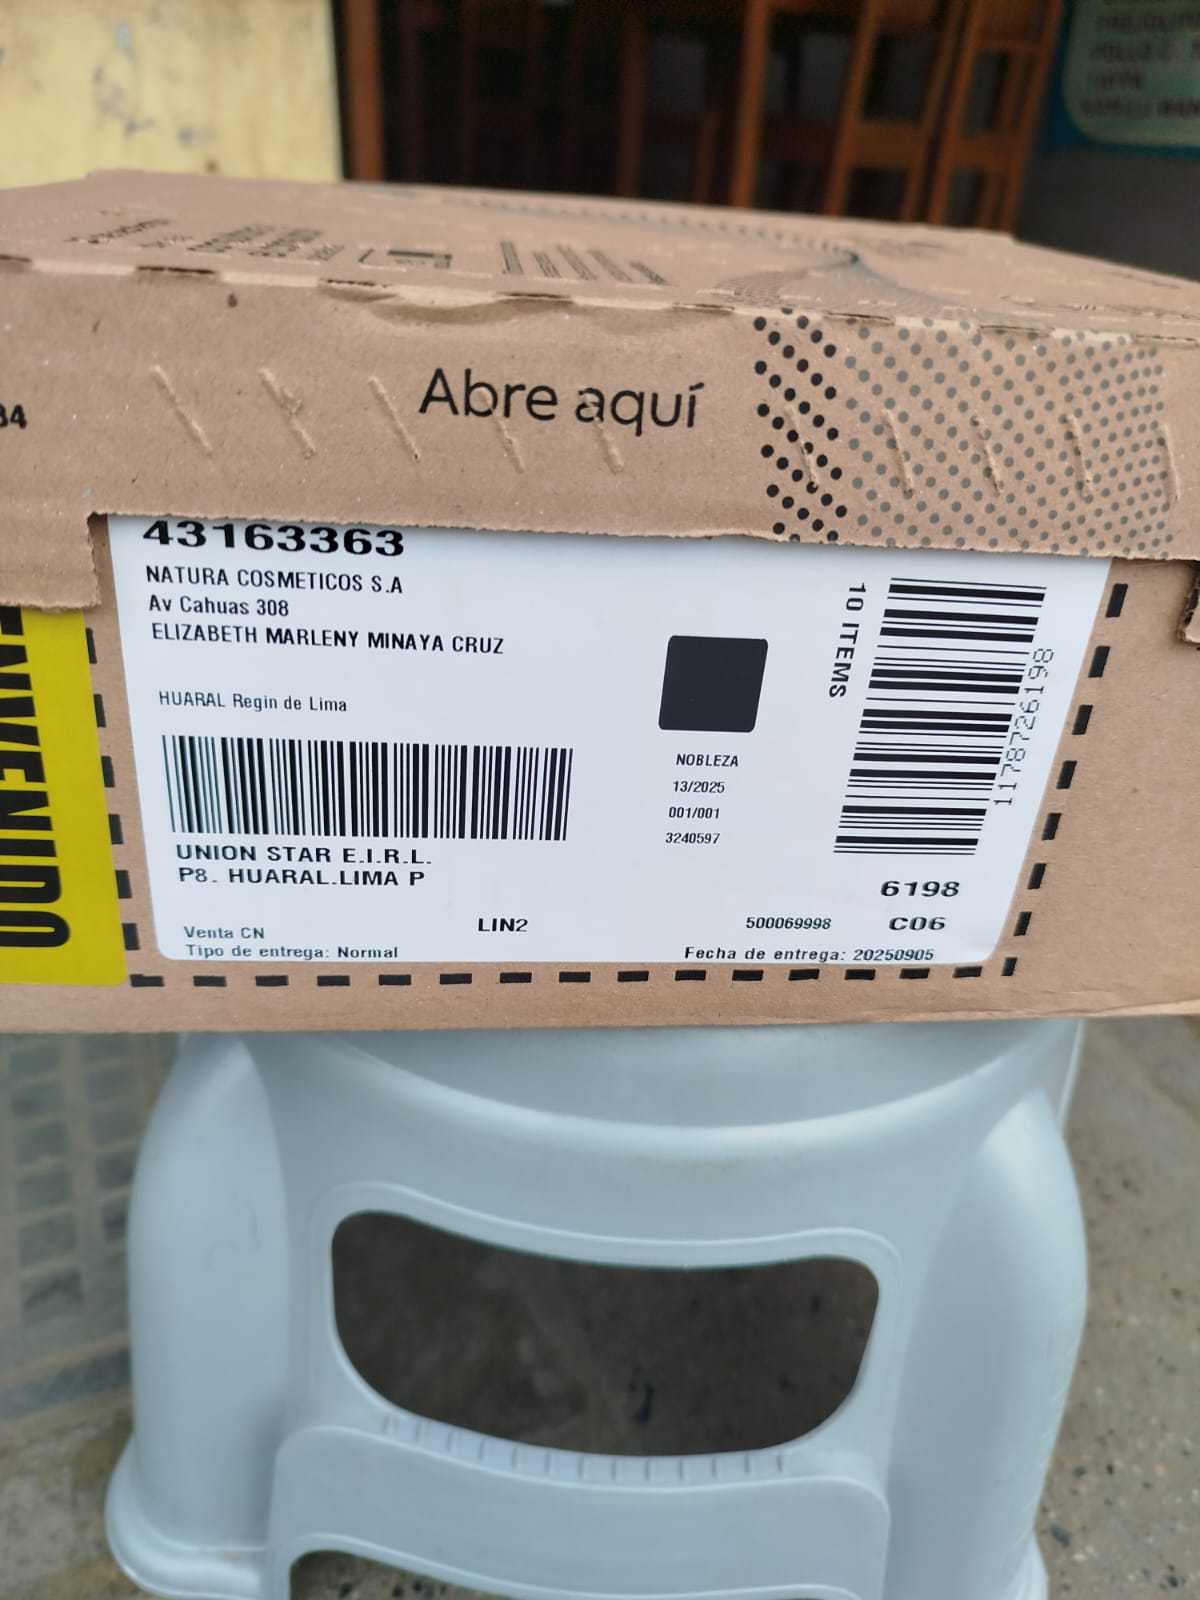 Abre aquí
34
43163363
NATURA COSMETICOS S.A
Av Cahuas 308
ELIZABETH MARLENY MINAYA CRUZ
HUARAL Regin de Lima
UNION STAR E.I.R.L.
P8. HUARAL.LIMA P
Venta CN
Tipo de entrega: Normal
LIN2
NOBLEZA
13/2025
001/001
3240597
10 ITEMS
1178726198
6198
500069998 C06
Fecha de entrega: 20250905
ENVENIDO